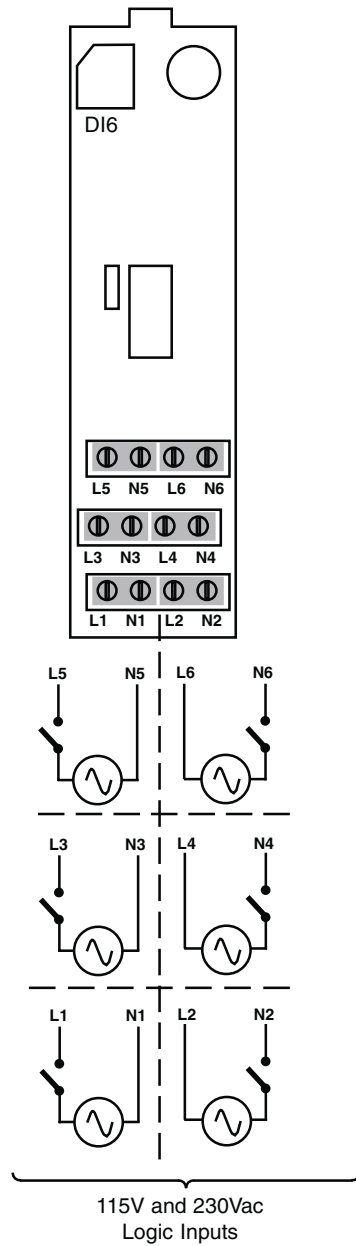 DI6
L5 N5 L6 N6
L3 N3 L4 N4
L1 N1 L2 N2
L5 N5 L6 N6
L3 N3 L4 N4
L1 N1 L2 N2
115V and 230Vac
Logic Inputs